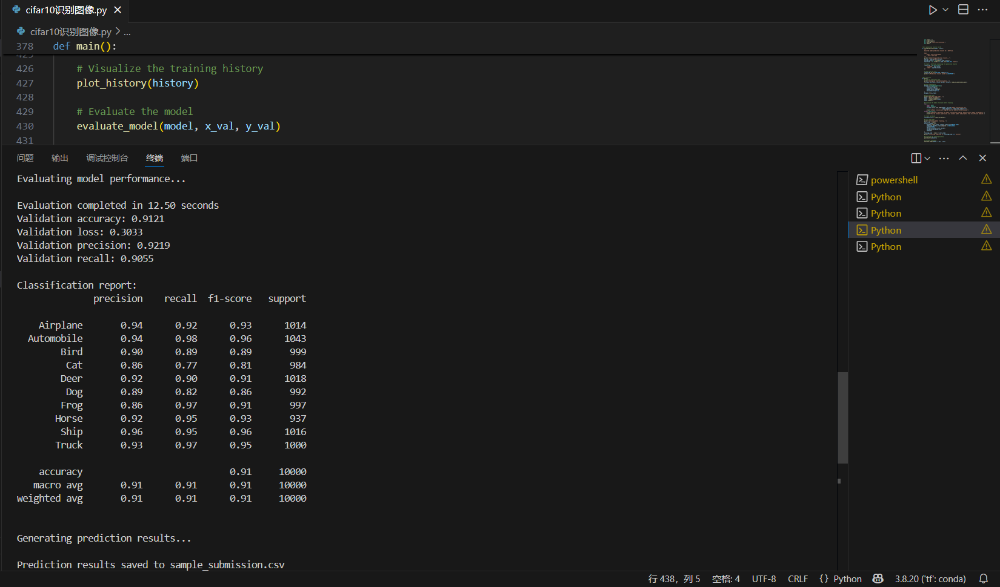 cifar10识别图像.py
cifar10识别图像.py > ...
378 def main():
425
426 # Visualize the training history
427 plot_history(history)
428
429 # Evaluate the model
430 evaluate_model(model, x_val, y_val)
431
问题 输出 调试控制台 终端 端口
Evaluating model performance...
Evaluation completed in 12.50 seconds
Validation accuracy: 0.9121
Validation loss: 0.3033
Validation precision: 0.9219
Validation recall: 0.9055
Classification report:
precision recall f1-score support
Airplane 0.94 0.92 0.93 1014
Automobile 0.94 0.98 0.96 1043
Bird 0.90 0.89 0.89 999
Cat 0.86 0.77 0.81 984
Deer 0.92 0.90 0.91 1018
Dog 0.89 0.82 0.86 992
Frog 0.86 0.97 0.91 997
Horse 0.92 0.95 0.93 937
Ship 0.96 0.95 0.96 1016
Truck 0.93 0.97 0.95 1000
accuracy 0.91 10000
macro avg 0.91 0.91 0.91 10000
weighted avg 0.91 0.91 0.91 10000
Generating prediction results...
Prediction results saved to sample_submission.csv
powershell
Python
Python
Python
Python
行 438，列 5 空格: 4 UTF-8 CRLF {} Python 3.8.20 ('tf': conda)